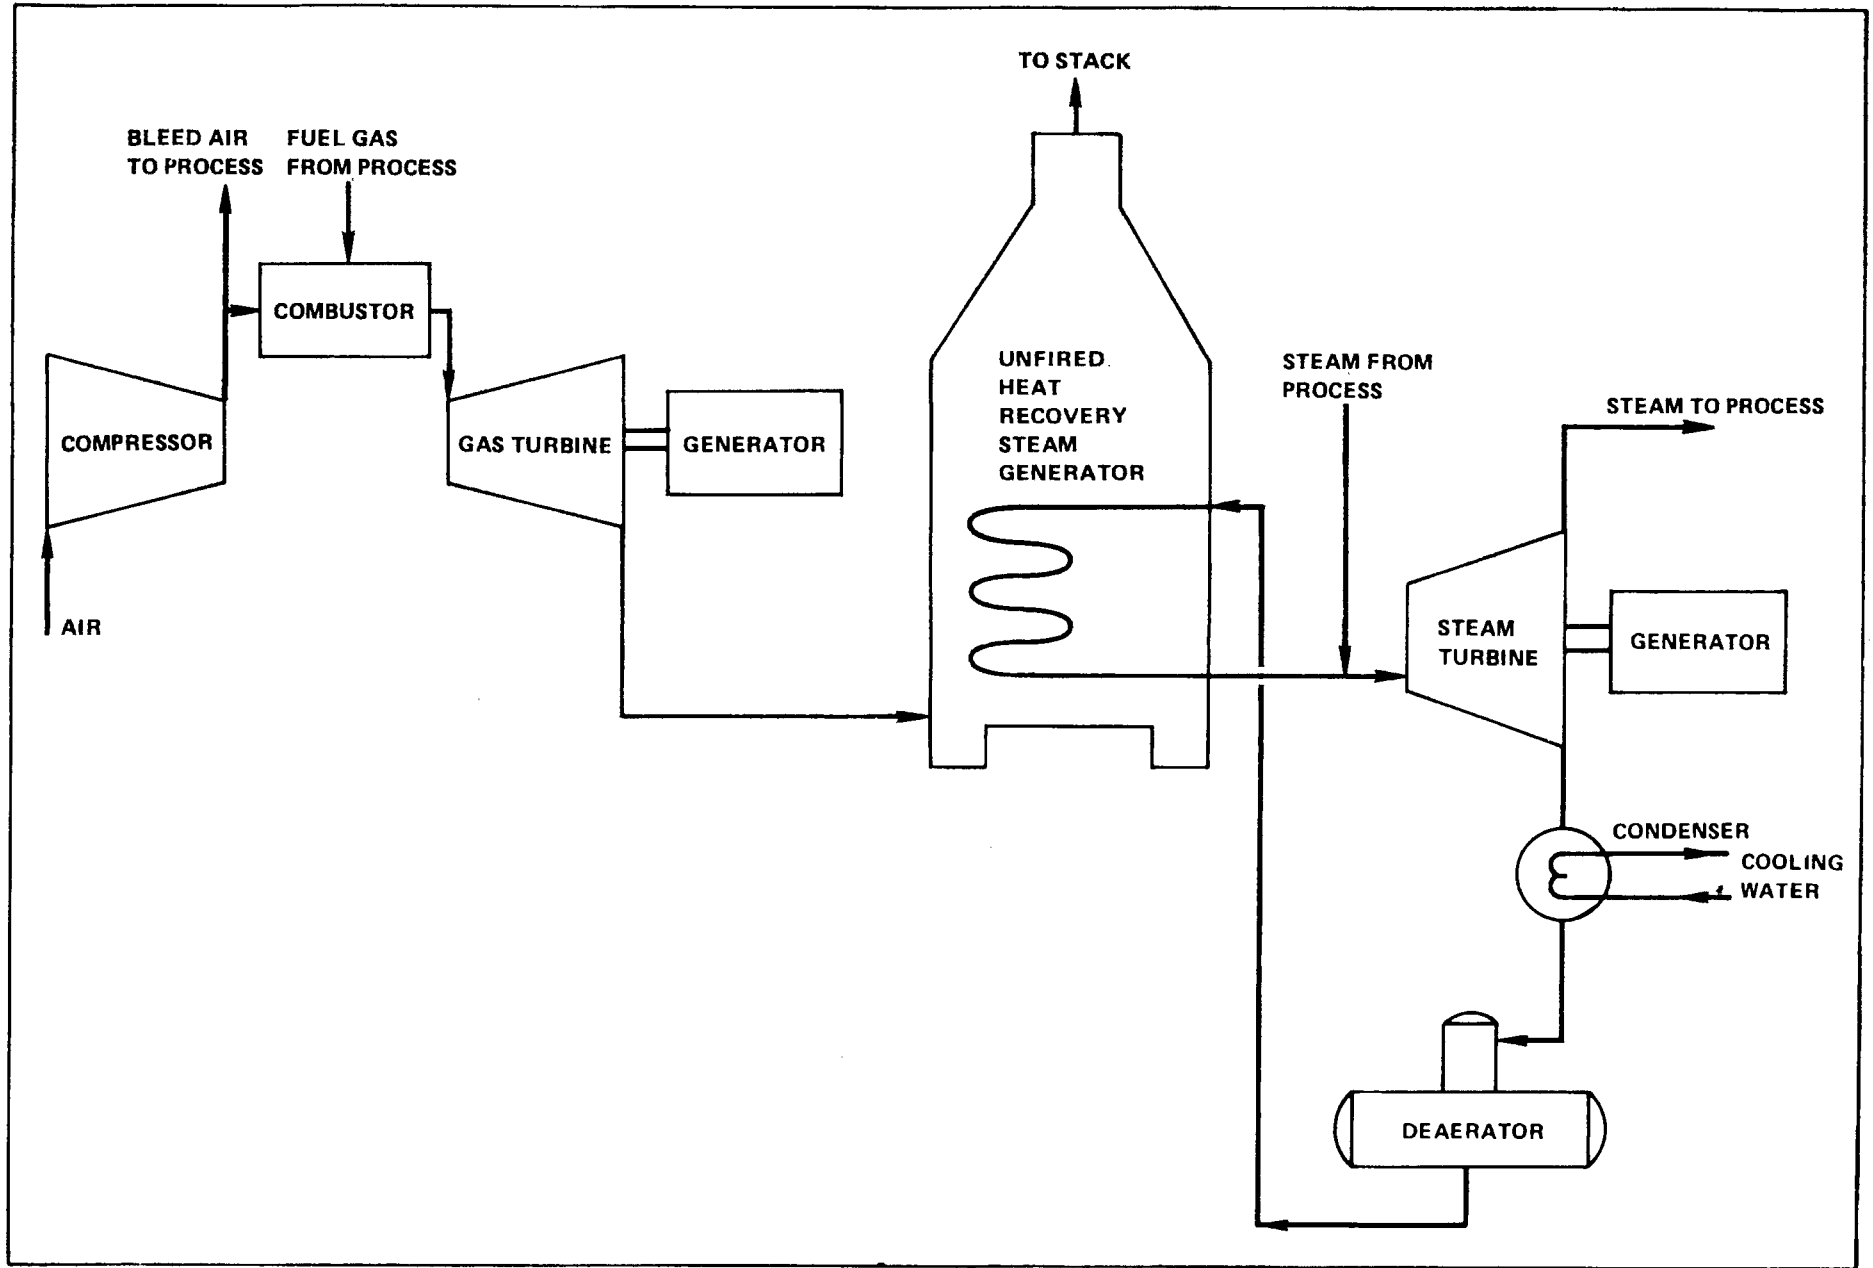 TO STACK
BLEED AIR
TO PROCESS
FUEL GAS
FROM PROCESS
COMBUSTOR
COMPRESSOR
GAS TURBINE
GENERATOR
AIR
UNFIRED
HEAT
RECOVERY
STEAM
GENERATOR
STEAM FROM
PROCESS
STEAM TO PROCESS
STEAM
TURBINE
GENERATOR
CONDENSER
COOLING
WATER
DEAERATOR